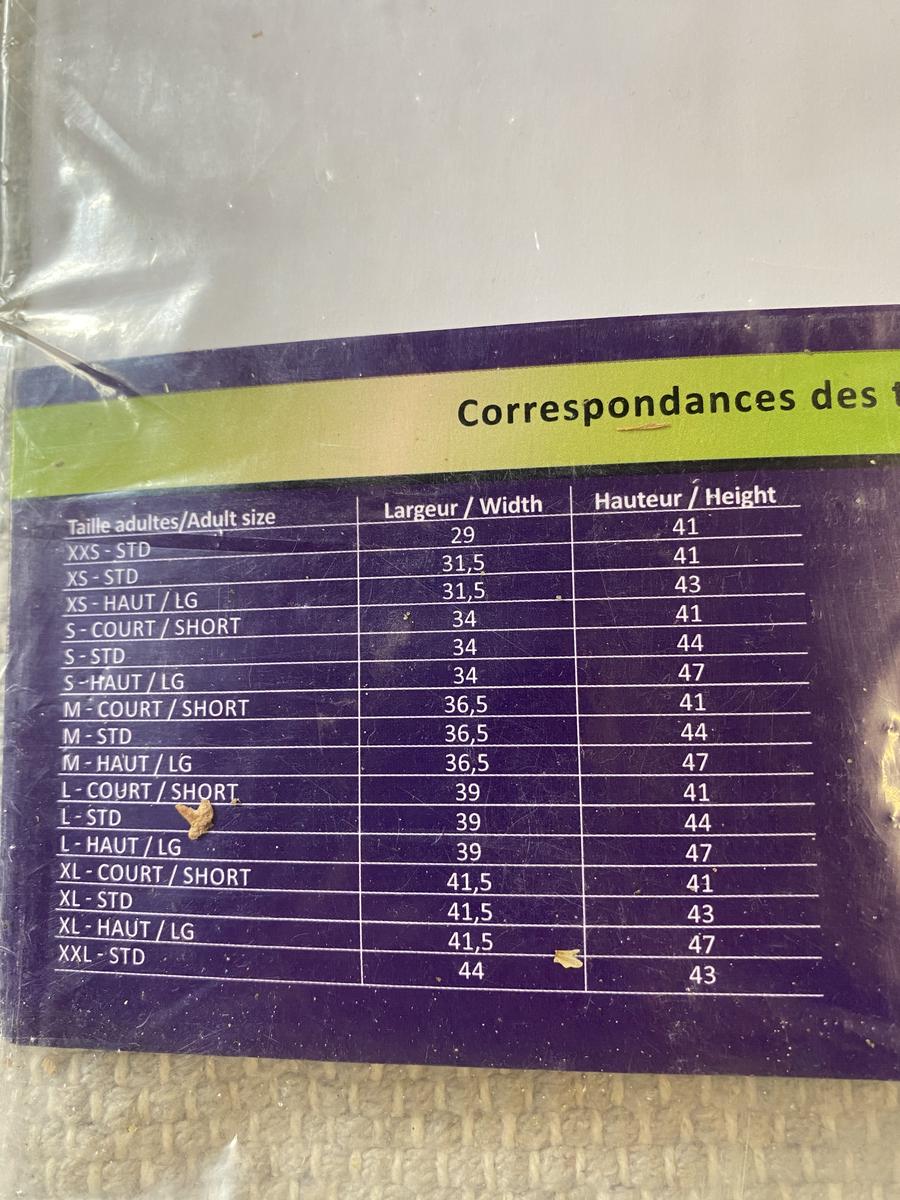 Correspondances des
Taille adultes/Adult size Largeur / Width Hauteur / Height
XXS - STD 29 41
XS - STD 31,5 41
XS - HAUT / LG 31,5 43
S - COURT / SHORT 34 41
S - STD 34 44
S - HAUT / LG 34 47
M - COURT / SHORT 36,5 41
M - STD 36,5 44
M - HAUT / LG 36,5 47
L - COURT / SHORT 39 41
L - STD 39 44
L - HAUT / LG 39 47
XL - COURT / SHORT 41,5 41
XL - STD 41,5 43
XL - HAUT / LG 41,5 47
XXL - STD 44 43